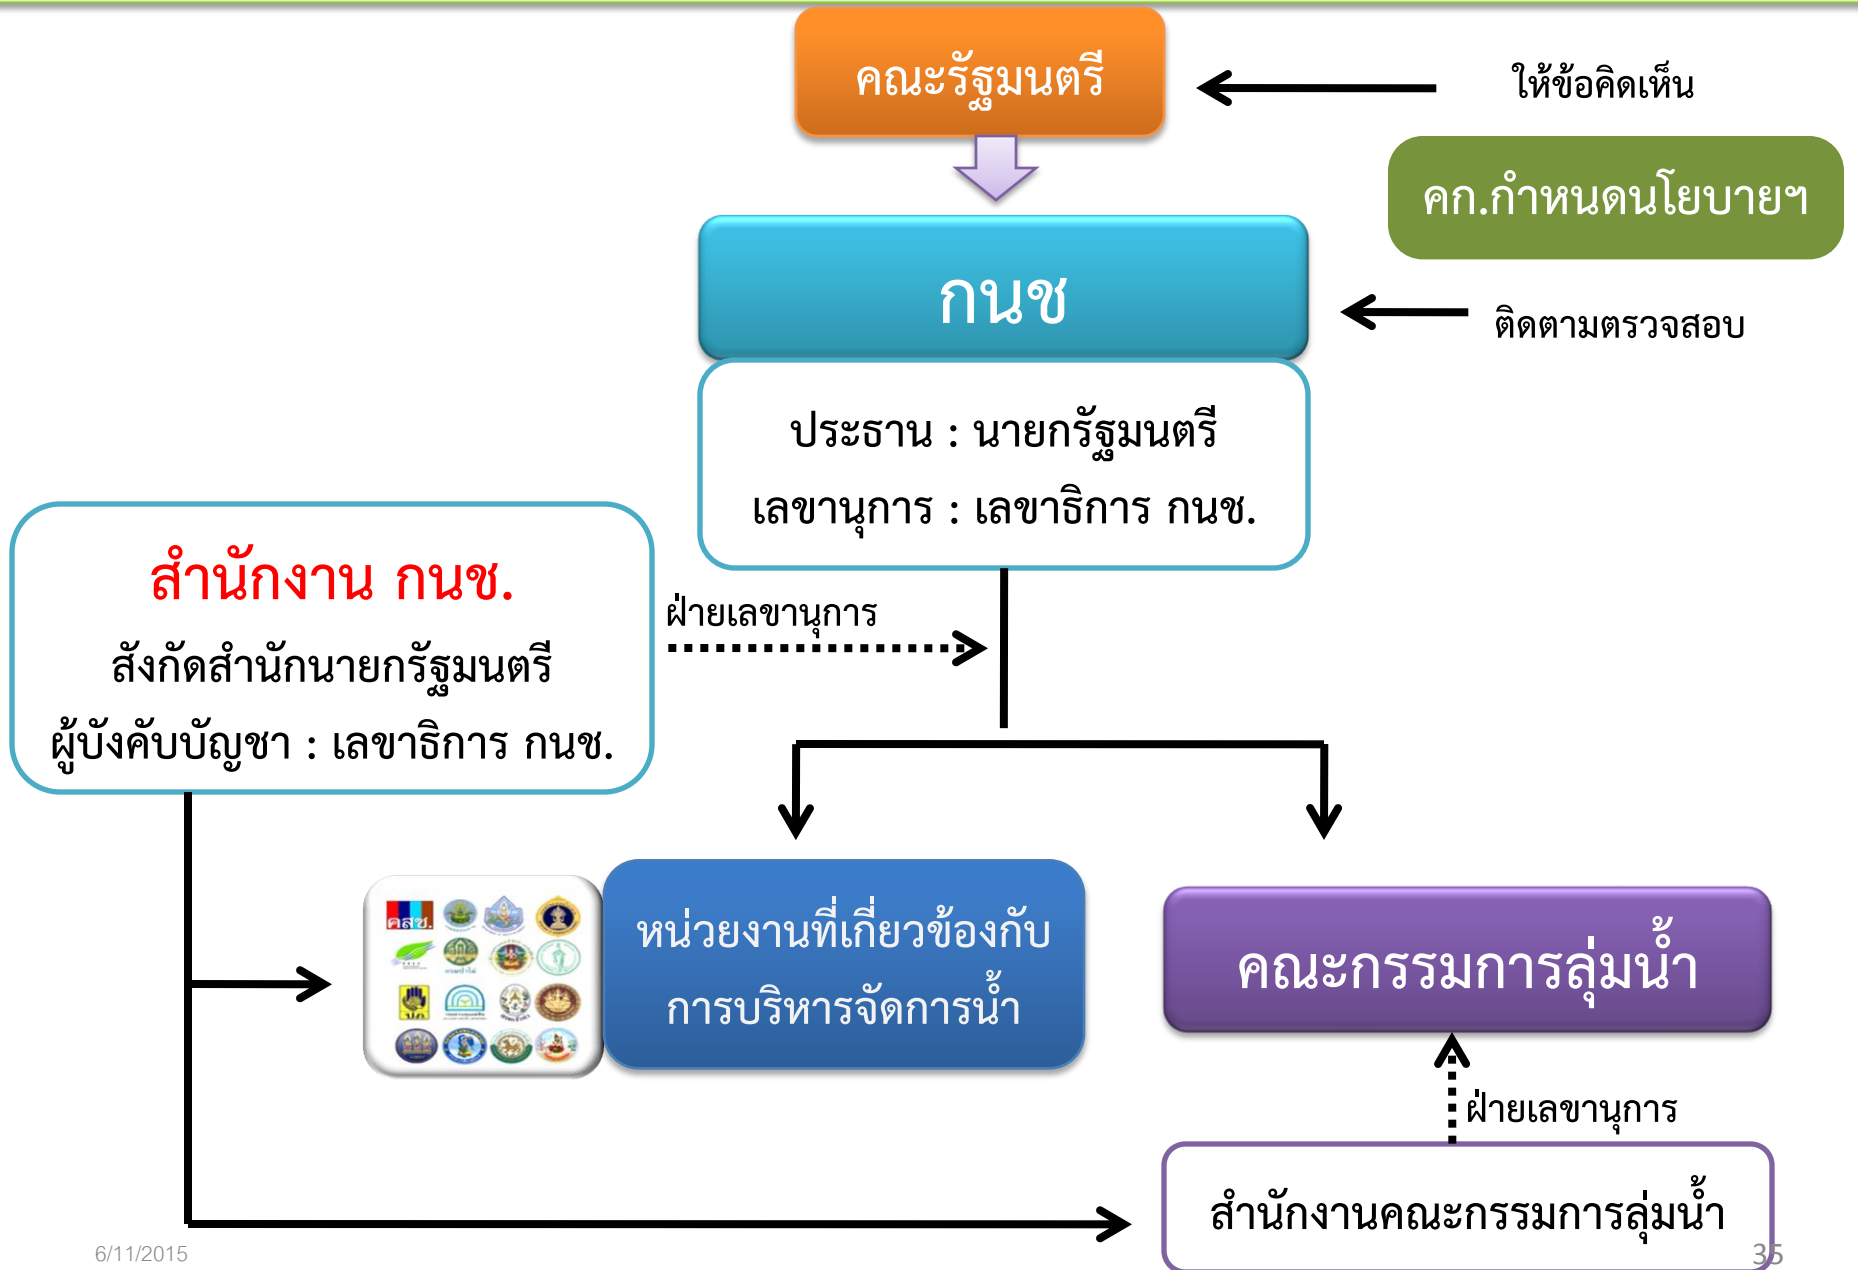 คณะรัฐมนตรี
ให้ข้อคิดเห็น
คก.กำหนดนโยบายฯ
กนช
ติดตามตรวจสอบ
ประธาน : นายกรัฐมนตรี
เลขานุการ : เลขาธิการ กนช.
สำนักงาน กนช.
สังกัดสำนักนายกรัฐมนตรี
ผู้บังคับบัญชา : เลขาธิการ กนช.
ฝ่ายเลขานุการ
คสช.
หน่วยงานที่เกี่ยวข้องกับ
การบริหารจัดการน้ำ
คณะกรรมการลุ่มน้ำ
ฝ่ายเลขานุการ
สำนักงานคณะกรรมการลุ่มน้ำ
6/11/2015
35